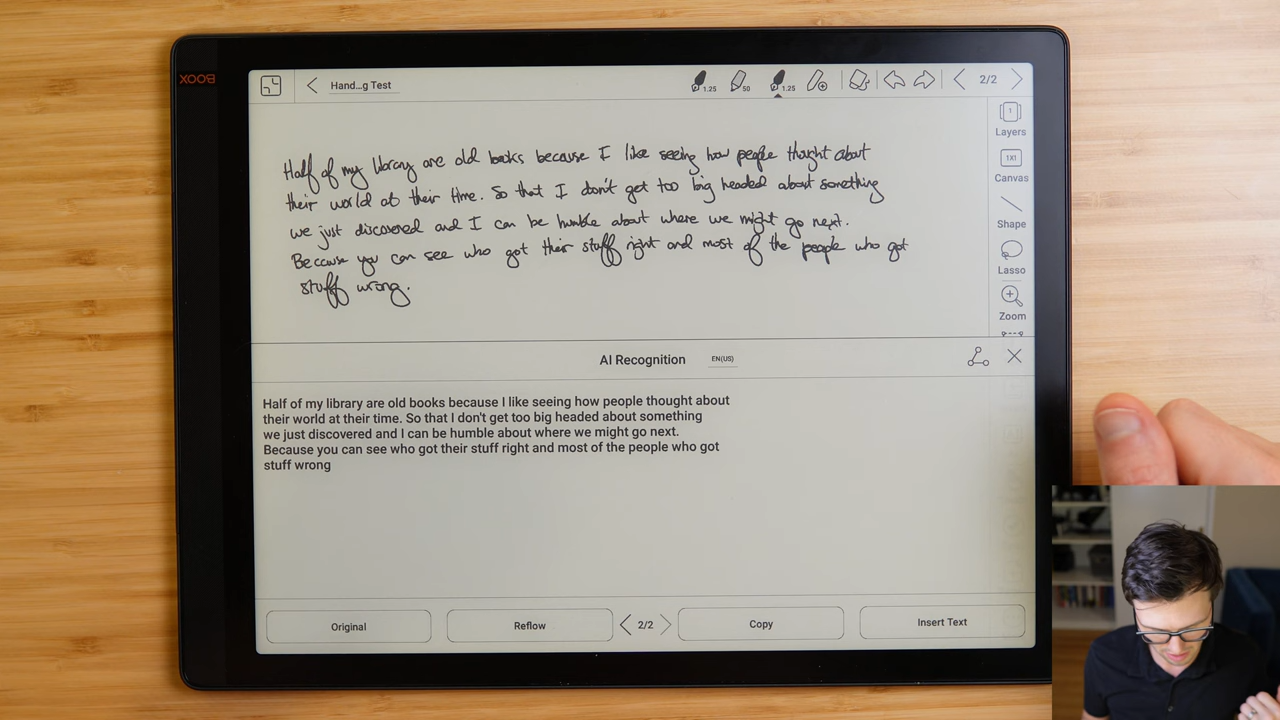 BOOX
Hand...g Test
1.25
50
1.25
2/2
Half of my library are old books because I like seeing how people thought about
their world at their time. So that I don't get too big headed about something
we just discovered and I can be humble about where we might go next.
Because you can see who got their stuff right and most of the people who got
stuff wrong.
1
Layers
1X1
Canvas
Shape
Lasso
Zoom
AI Recognition EN(US)
Half of my library are old books because I like seeing how people thought about
their world at their time. So that I don't get too big headed about something
we just discovered and I can be humble about where we might go next.
Because you can see who got their stuff right and most of the people who got
stuff wrong
Original
Reflow
2/2
Copy
Insert Text